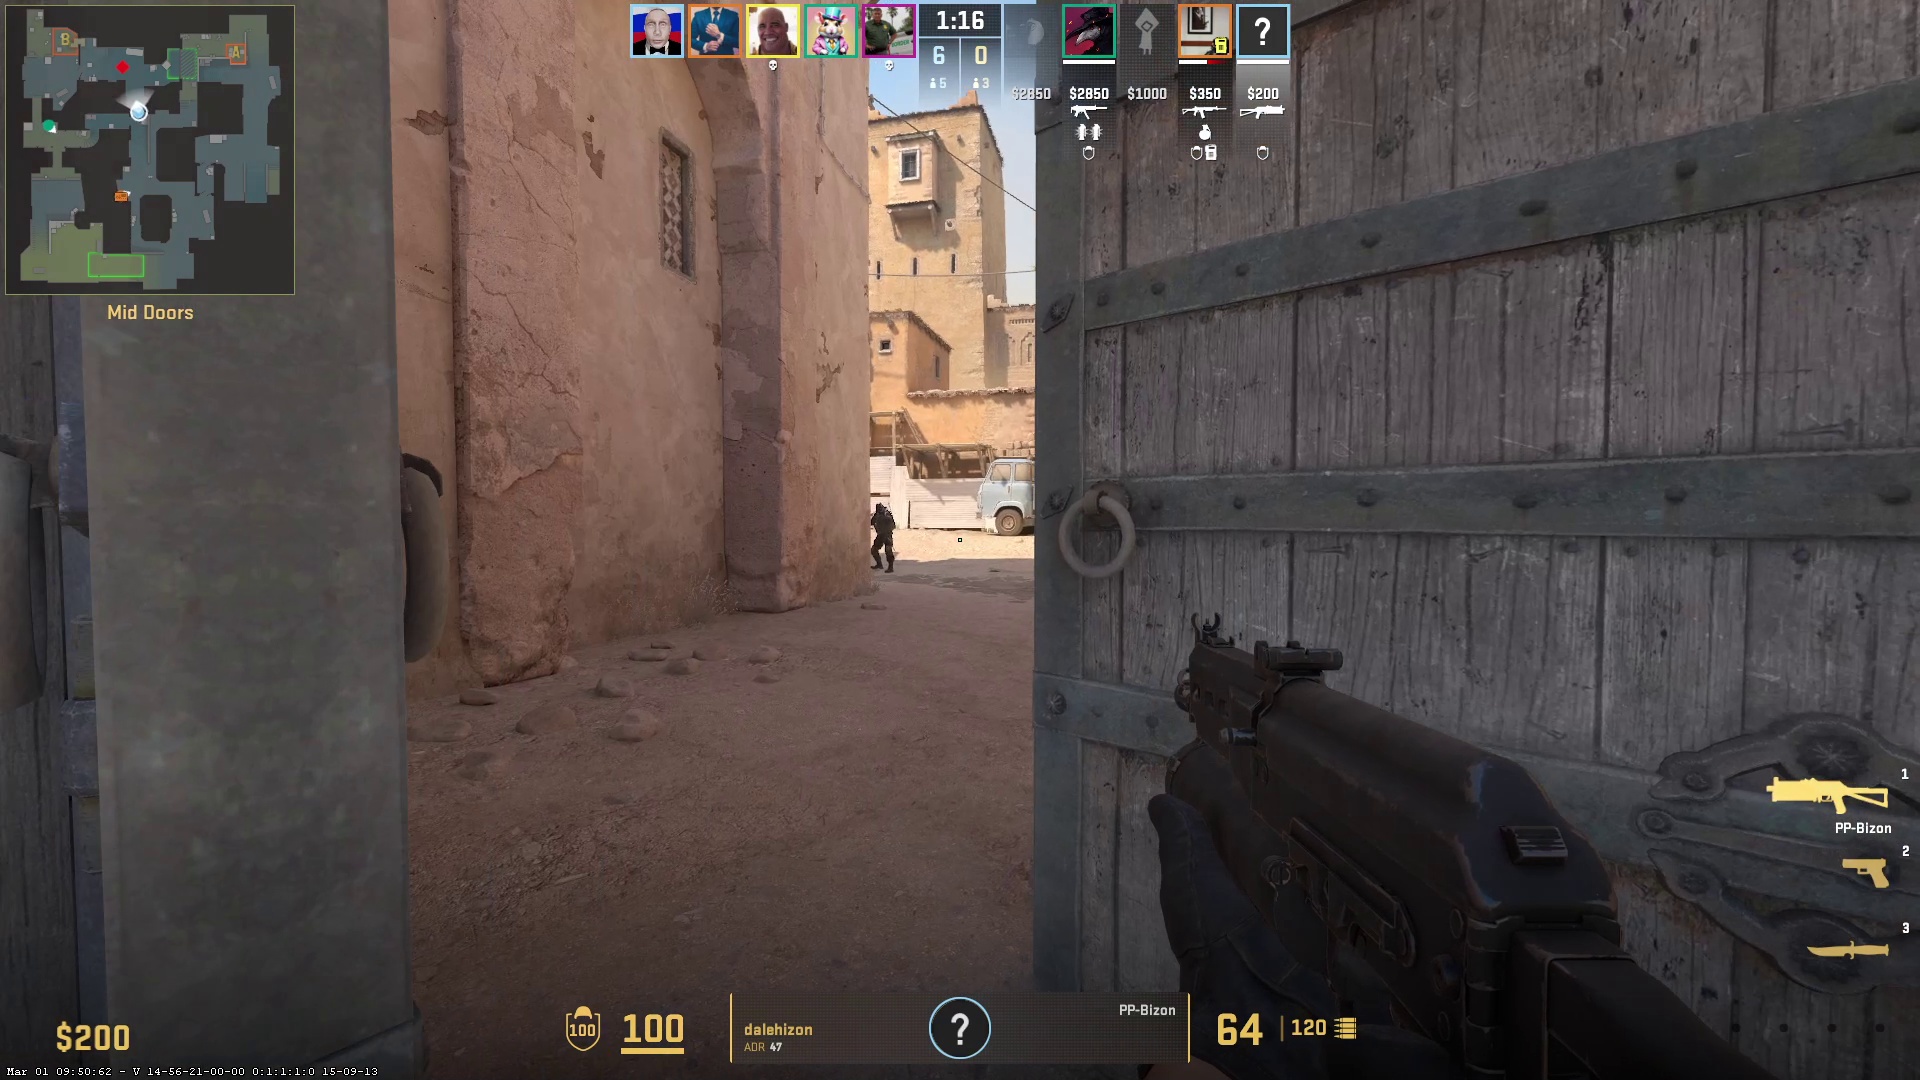 B
A
1:16
6 0
5 3
?
$2850 $2850 $1000 $350 $200
Mid Doors
1
PP-Bizon
2
3
$200
100 100
dalehizon
ADR 47
?
PP-Bizon
64 120
Mar 01 09:50:62 - V 14-56-21-00-00 0:1:1:1:0 15-09-13